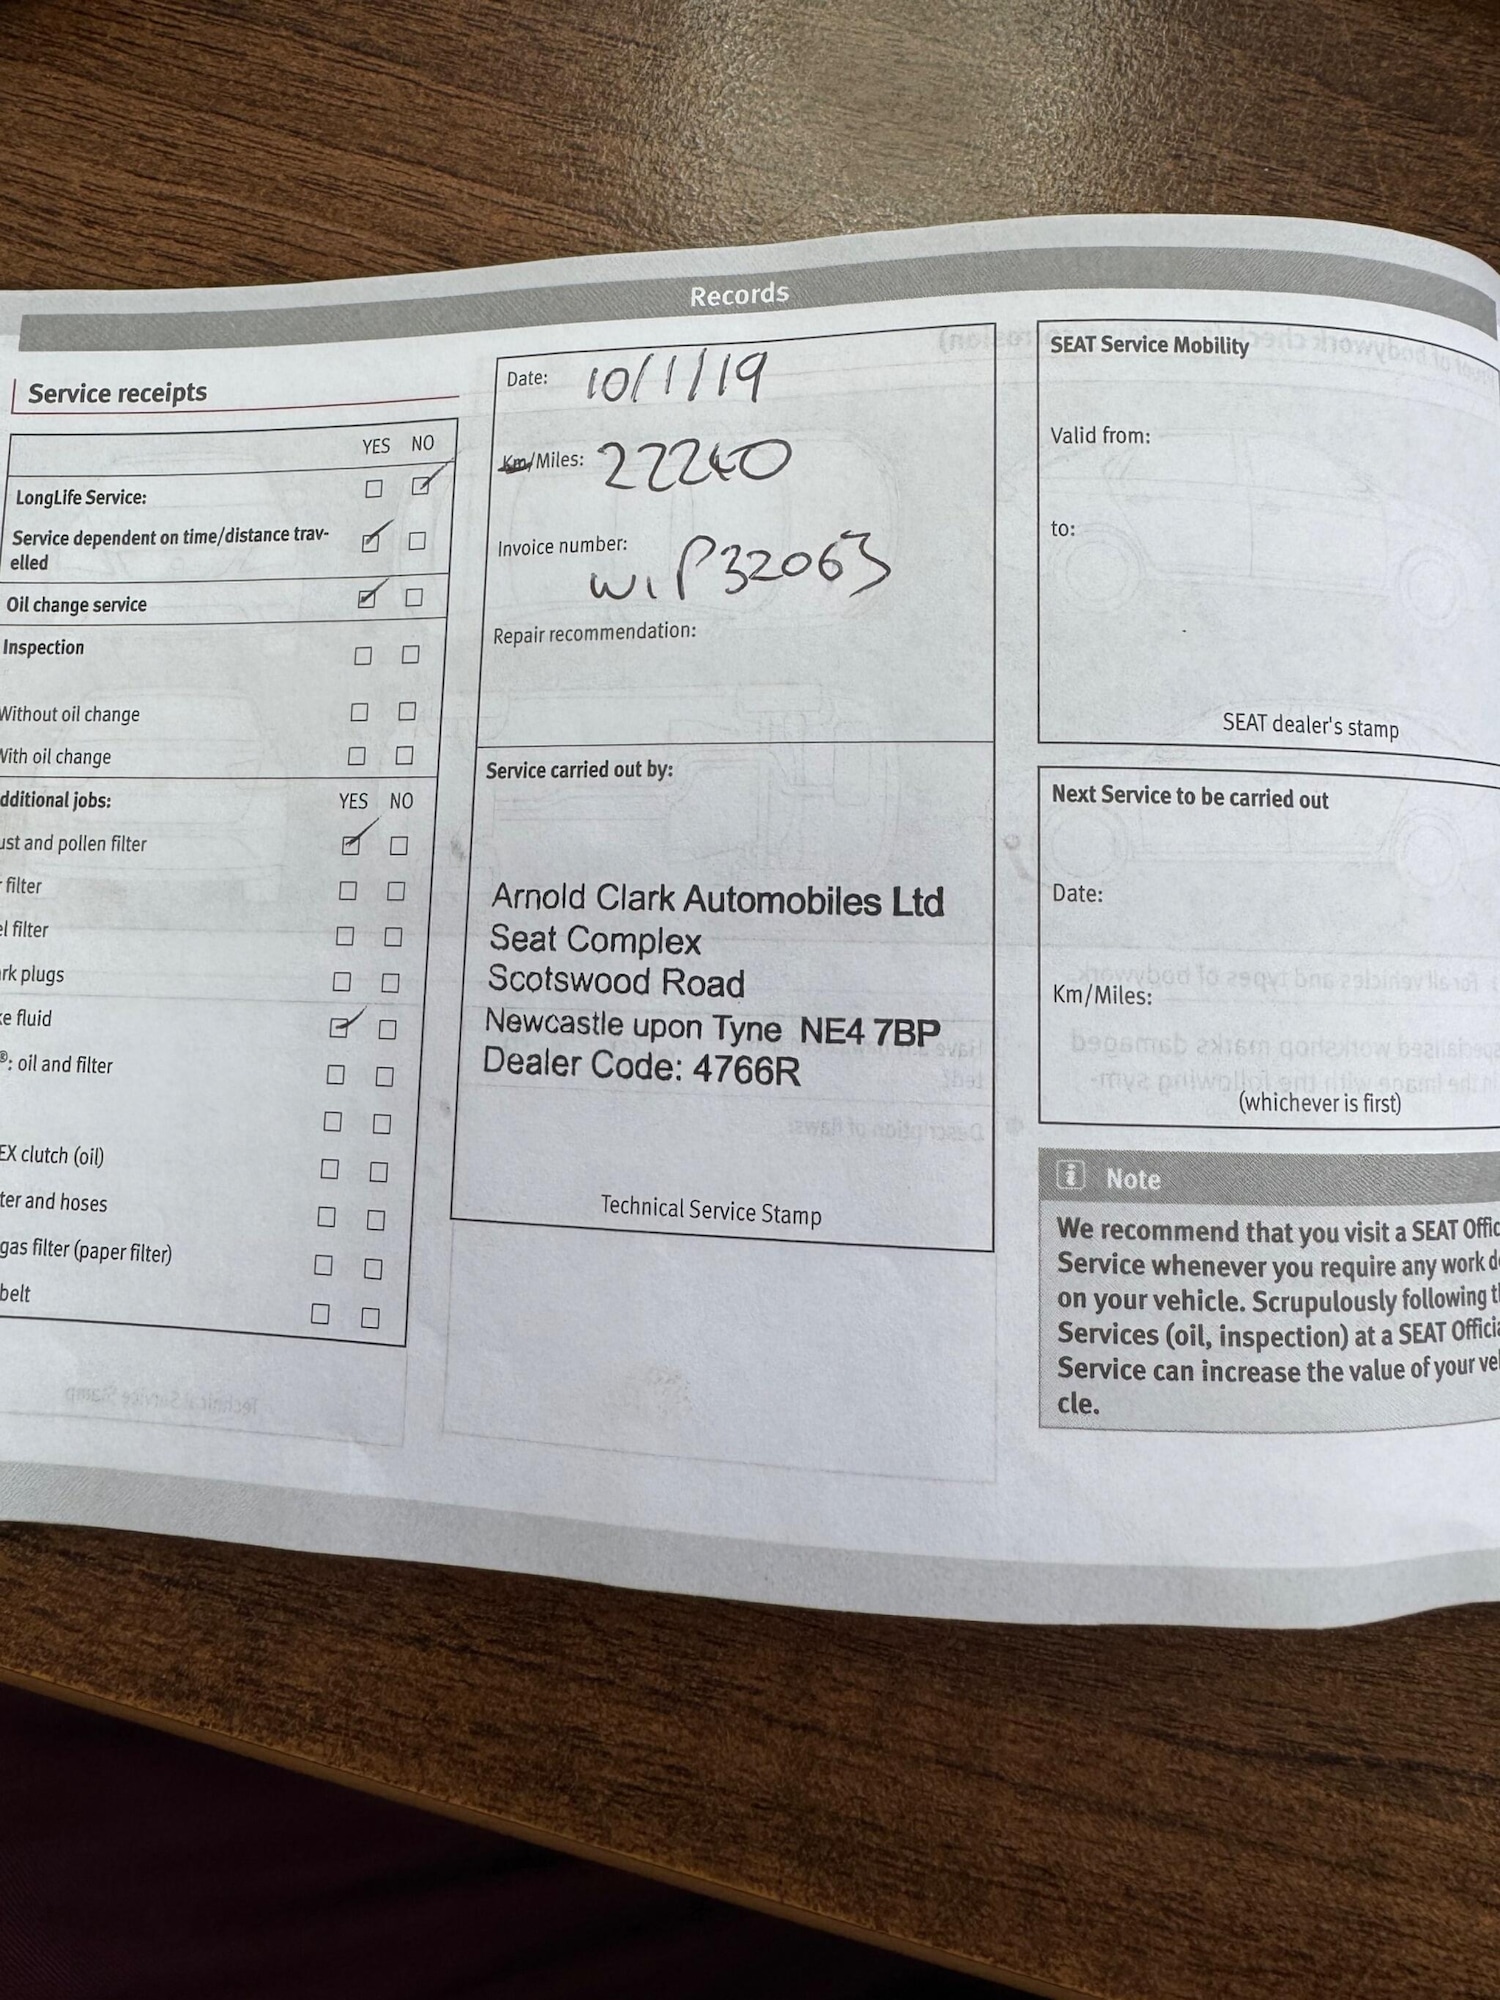 Records
Service receipts
YES NO
LongLife Service:
Service dependent on time/distance trav-
elled
Oil change service
Inspection
Without oil change
With oil change
dditional jobs:
YES NO
ust and pollen filter
filter
el filter
rk plugs
ke fluid
®: oil and filter
EX clutch (oil)
ter and hoses
gas filter (paper filter)
belt
Date: 10/1/19
Km/Miles: 22240
Invoice number:
WIP32063
Repair recommendation:
Service carried out by:
Arnold Clark Automobiles Ltd
Seat Complex
Scotswood Road
Newcastle upon Tyne NE4 7BP
Dealer Code: 4766R
Technical Service Stamp
SEAT Service Mobility
Valid from:
to:
SEAT dealer's stamp
Next Service to be carried out
Date:
Km/Miles:
(whichever is first)
i Note
We recommend that you visit a SEAT Offic
Service whenever you require any work d
on your vehicle. Scrupulously following t
Services (oil, inspection) at a SEAT Officia
Service can increase the value of your ve
cle.